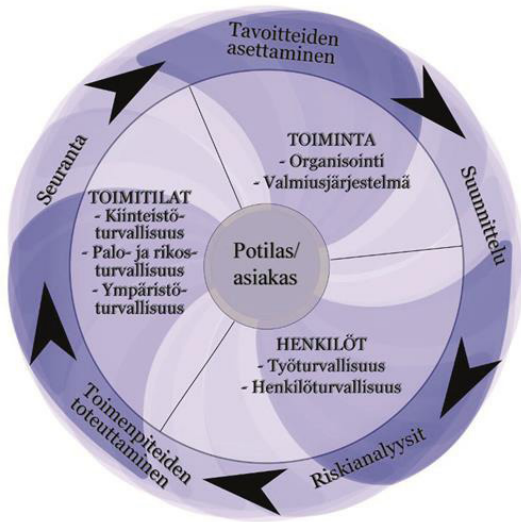 Tavoitteiden
asettaminen
Suunnittelu
Riskianalyysit
Toimenpiteiden
toteuttaminen
Seuranta
TOIMINTA
- Organisointi
- Valmiusjärjestelmä
HENKILÖT
- Työturvallisuus
- Henkilöturvallisuus
TOIMITILAT
- Kiinteistö-
turvallisuus
- Palo- ja rikos-
turvallisuus
- Ympäristö-
turvallisuus
Potilas/
asiakas